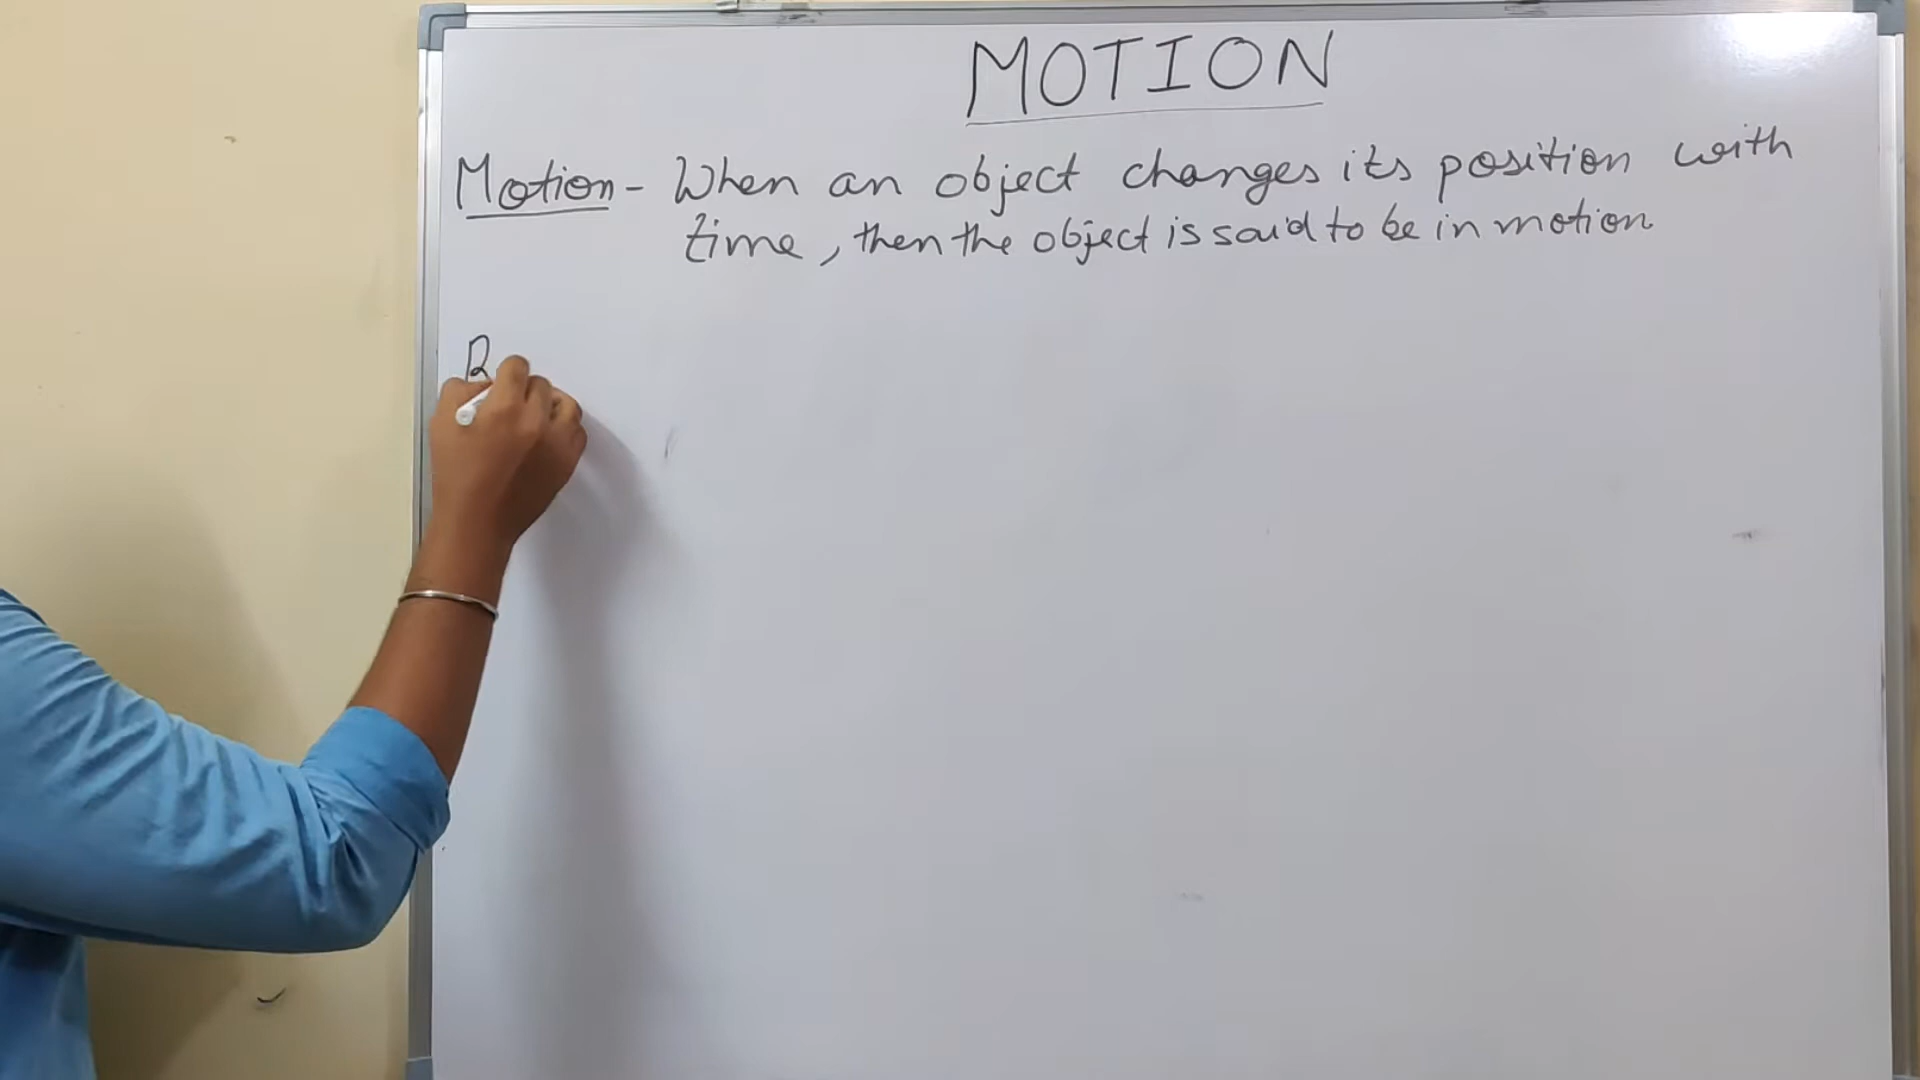 MOTION
Motion - When an object changes its position with
time, then the object is said to be in motion
R